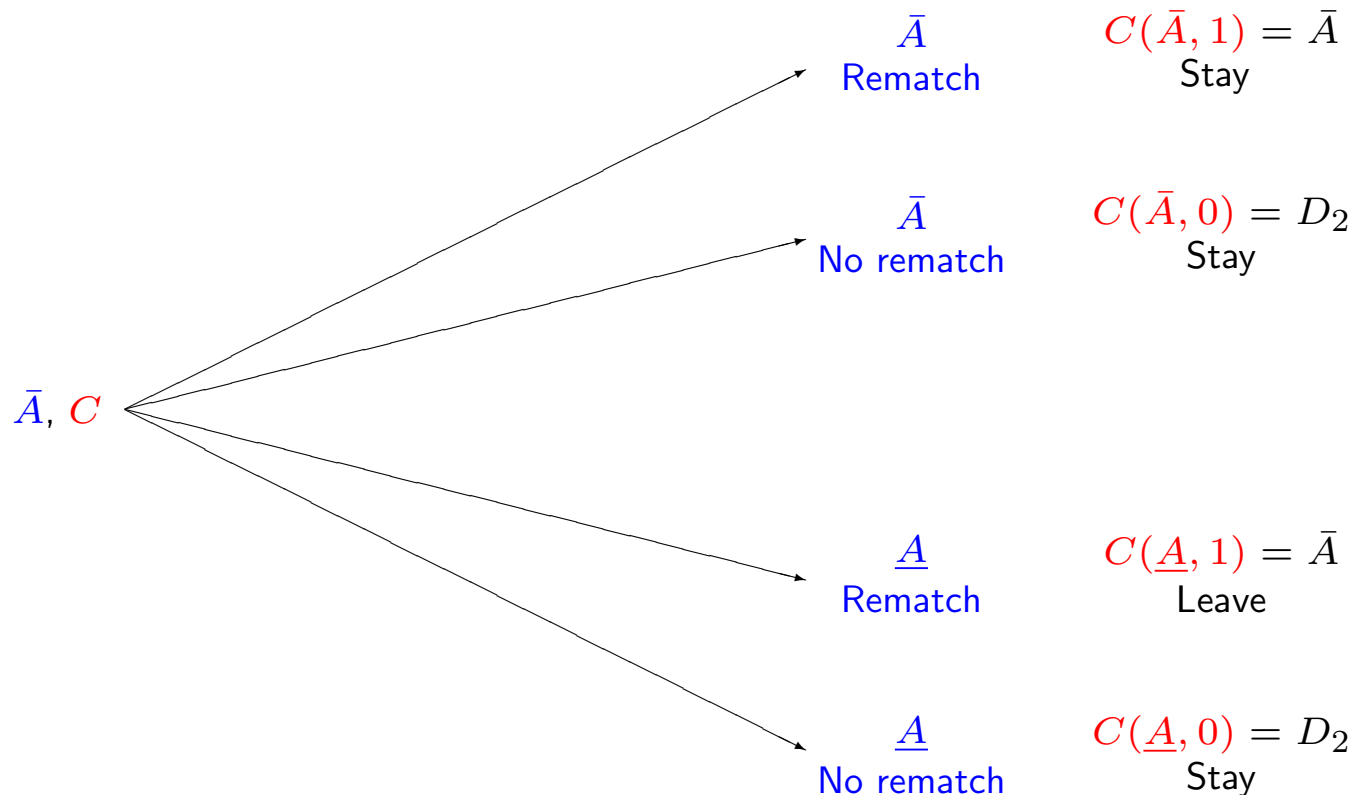 Ā C(Ā, 1) = Ā
Rematch Stay
Ā C(Ā, 0) = D₂
No rematch Stay
Ā, C
A̲ C(A̲, 1) = Ā
Rematch Leave
A̲ C(A̲, 0) = D₂
No rematch Stay